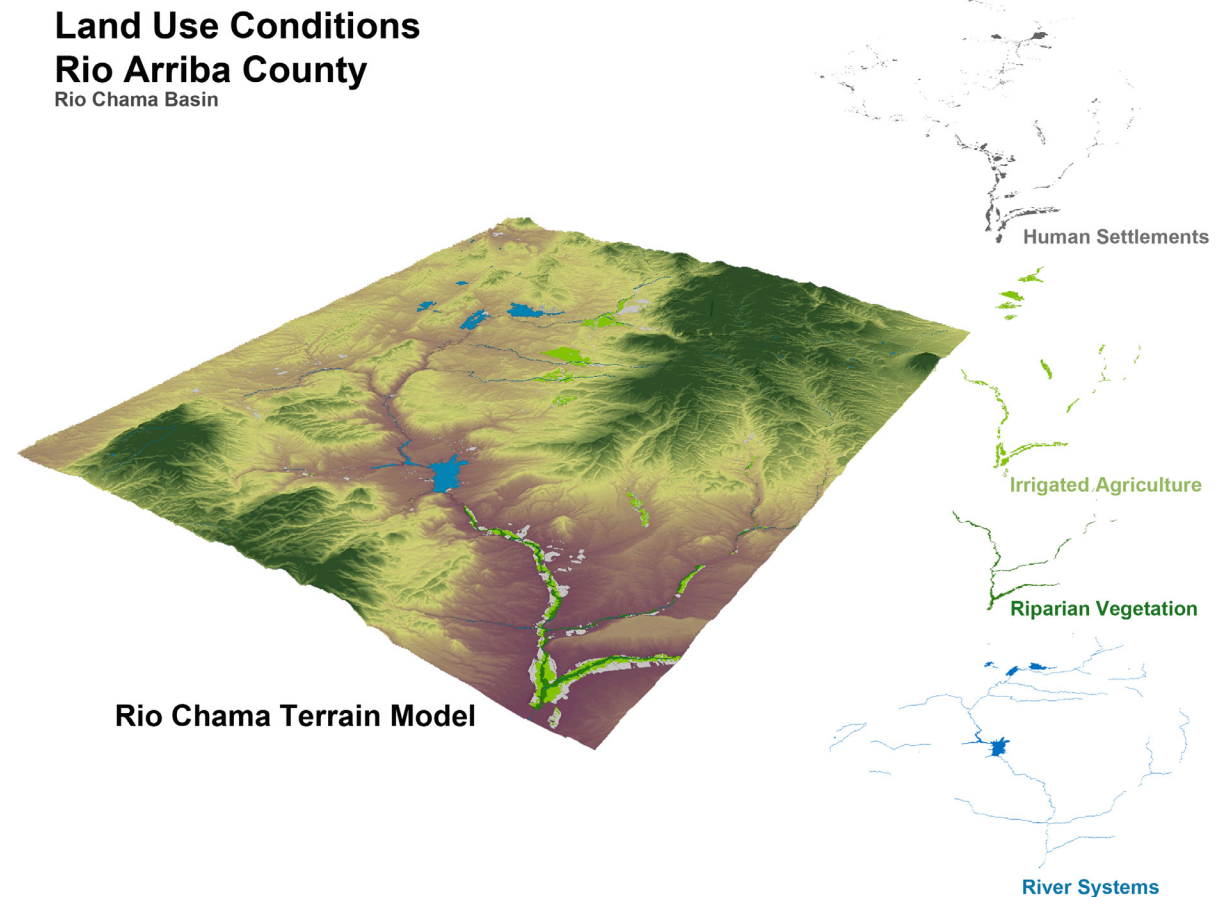 Land Use Conditions
Rio Arriba County
Rio Chama Basin
Human Settlements
Irrigated Agriculture
Riparian Vegetation
Rio Chama Terrain Model
River Systems